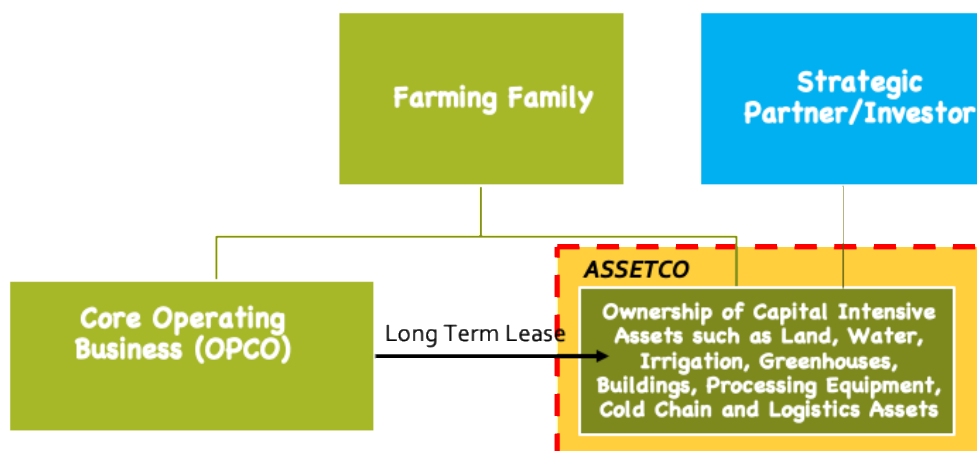 Farming Family
Strategic
Partner/Investor
ASSETCO
Core Operating
Business (OPCO)
Long Term Lease
Ownership of Capital Intensive
Assets such as Land, Water,
Irrigation, Greenhouses,
Buildings, Processing Equipment,
Cold Chain and Logistics Assets